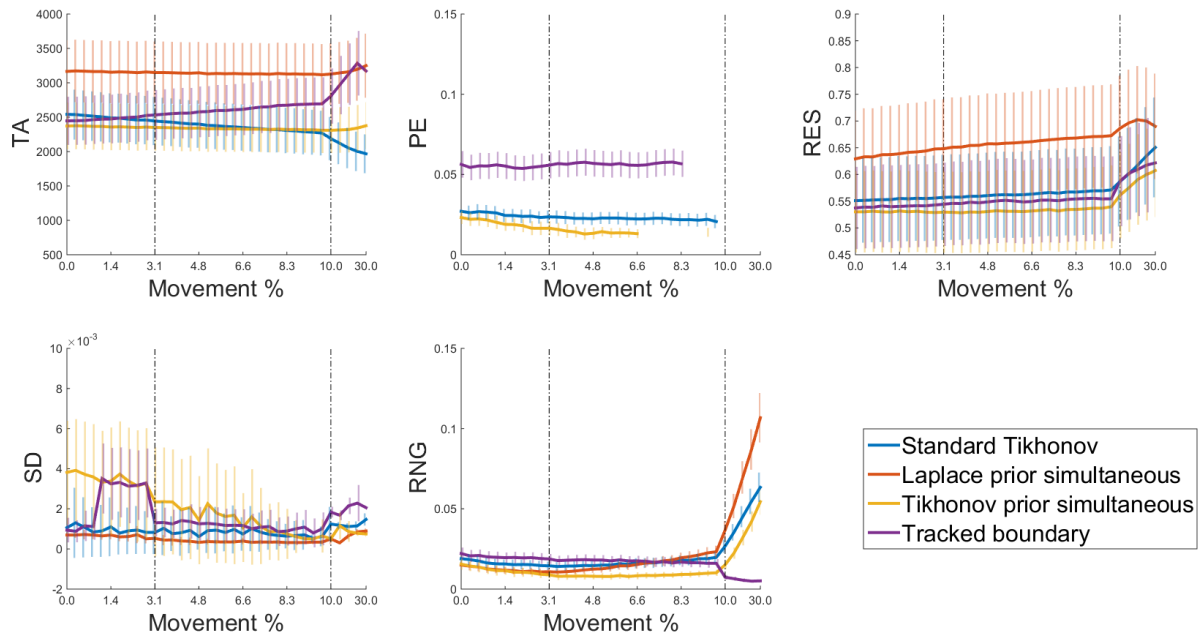 4000
3500
3000
2500
2000
1500
1000
500
TA
0.0 1.4 3.1 4.8 6.6 8.3 10.0 30.0
Movement %
0.15
0.1
0.05
0
PE
0.0 1.4 3.1 4.8 6.6 8.3 10.0 30.0
Movement %
0.9
0.85
0.8
0.75
0.7
0.65
0.6
0.55
0.5
0.45
RES
0.0 1.4 3.1 4.8 6.6 8.3 10.0 30.0
Movement %
×10⁻³
10
8
6
4
2
0
-2
SD
0.0 1.4 3.1 4.8 6.6 8.3 10.0 30.0
Movement %
0.15
0.1
0.05
0
RNG
0.0 1.4 3.1 4.8 6.6 8.3 10.0 30.0
Movement %
Standard Tikhonov
Laplace prior simultaneous
Tikhonov prior simultaneous
Tracked boundary